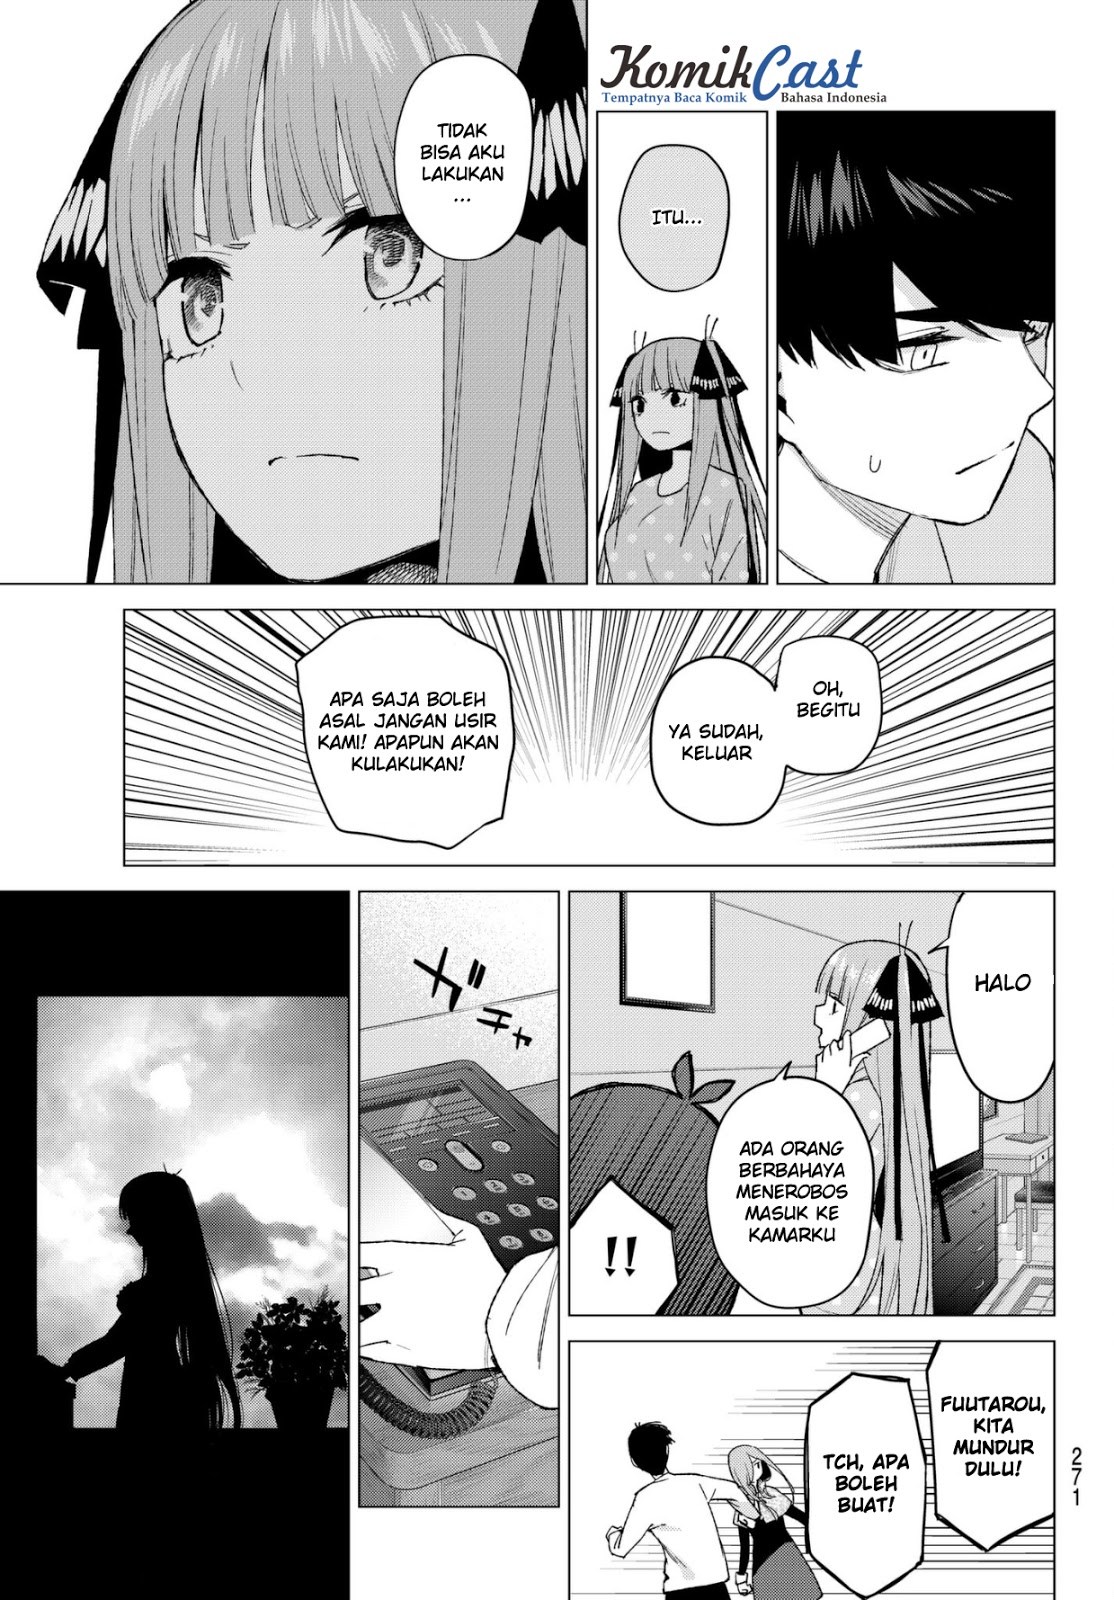 KomikCast
Tempatnya Baca Komik Bahasa Indonesia
ITU...
TIDAK
BISA AKU
LAKUKAN
...
OH,
BEGITU
YA SUDAH,
KELUAR
APA SAJA BOLEH
ASAL JANGAN USIR
KAMI! APAPUN AKAN
KULAKUKAN!
HALO
ADA ORANG
BERBAHAYA
MENEROBOS
MASUK KE
KAMARKU
!!
ガ
チャ
FUUTAROU,
KITA
MUNDUR
DULU!
TCH, APA
BOLEH
BUAT!
271